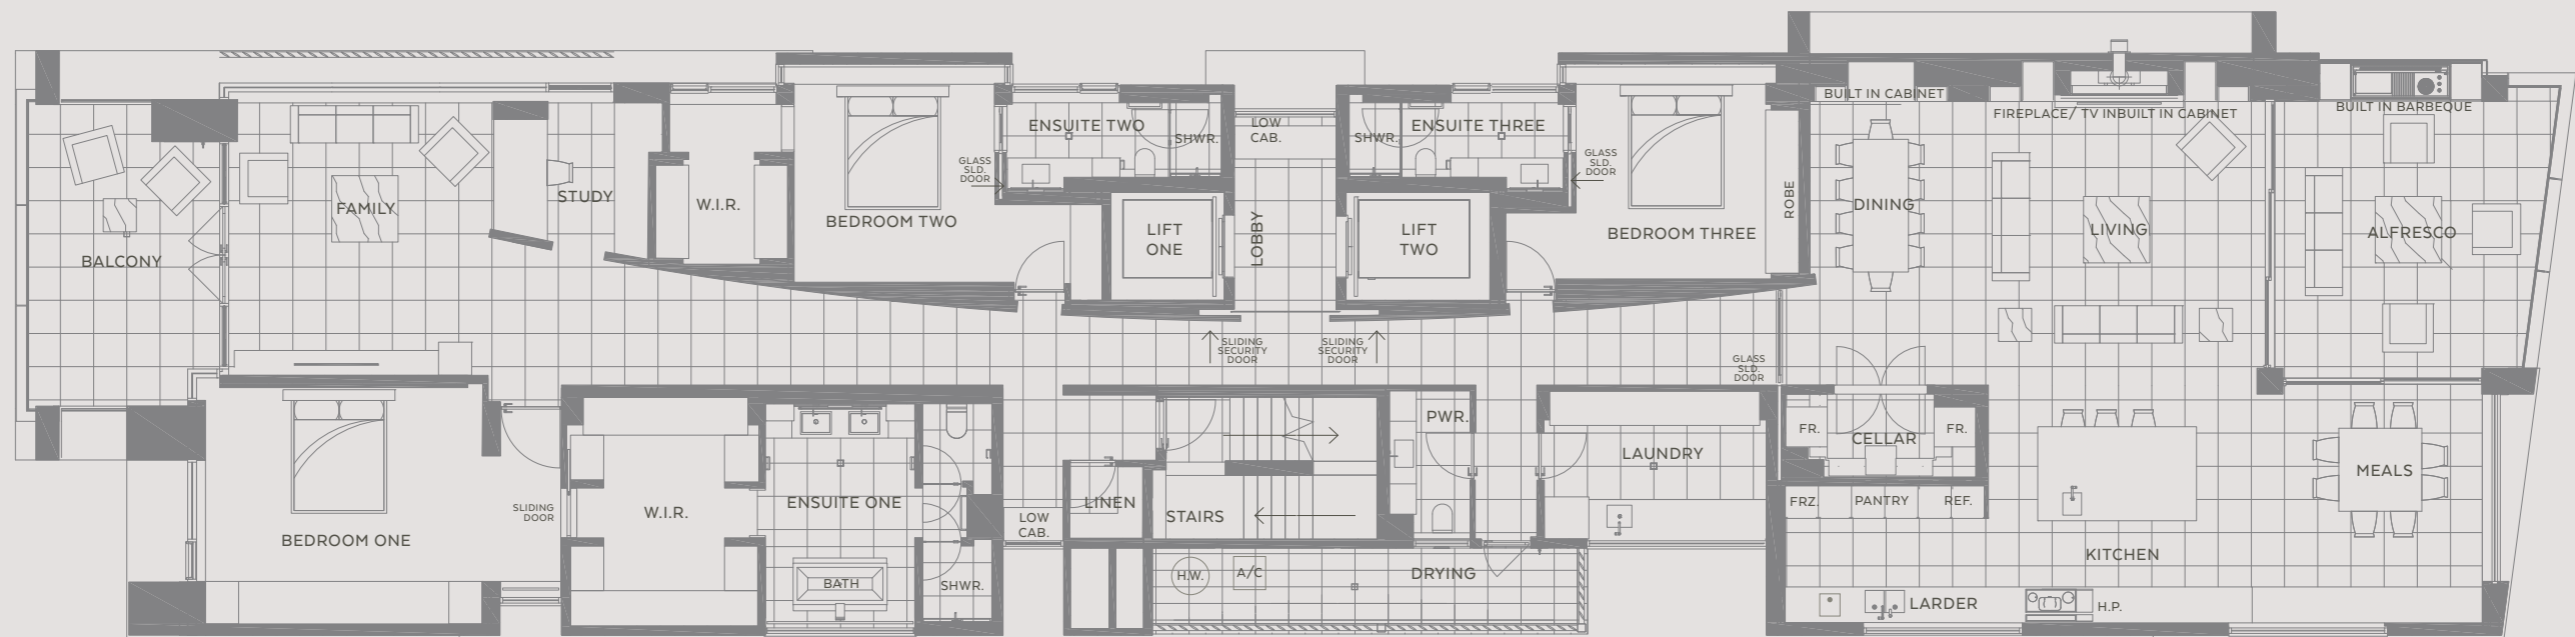 BUILT IN CABINET
FIREPLACE/ TV INBUILT IN CABINET
BUILT IN BARBEQUE
ENSUITE TWO
SHWR.
LOW
CAB.
SHWR.
ENSUITE THREE
GLASS
SLD.
DOOR
GLASS
SLD.
DOOR
FAMILY
STUDY
W.I.R.
BEDROOM TWO
LIFT
ONE
LOBBY
LIFT
TWO
BEDROOM THREE
ROBE
DINING
LIVING
ALFRESCO
BALCONY
SLIDING
SECURITY
DOOR
SLIDING
SECURITY
DOOR
GLASS
SLD.
DOOR
PWR.
FR.
CELLAR
FR.
LAUNDRY
MEALS
SLIDING
DOOR
W.I.R.
ENSUITE ONE
LINEN
LOW
CAB.
STAIRS
FRZ.
PANTRY
REF.
BEDROOM ONE
KITCHEN
BATH
SHWR.
H.W.
A/C
DRYING
LARDER
H.P.